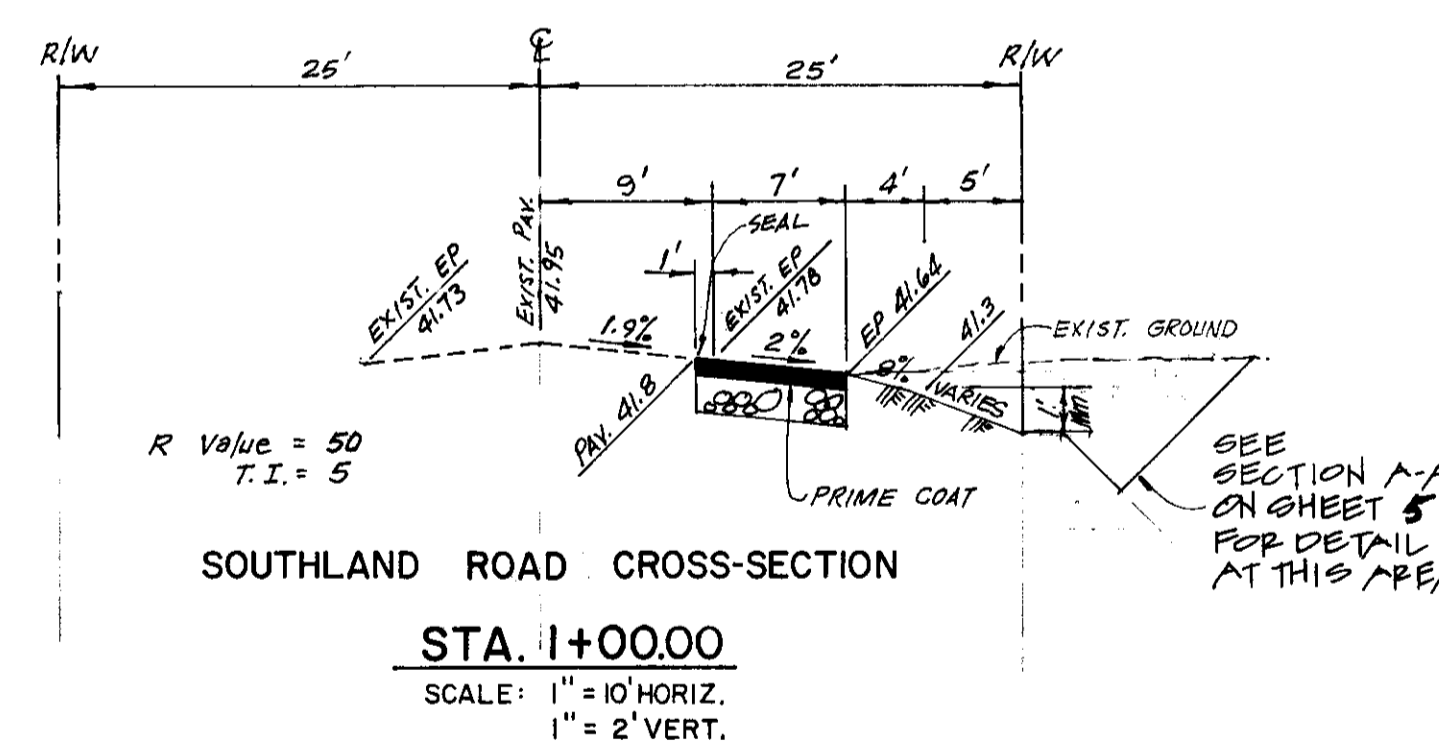 R/W
25'
℄
25'
R/W
9'
7'
4'
5'
SEAL
1'
EXIST. EP
41.73
EXIST. PAV.
41.95
1.9%
EXIST. EP
41.78
2%
EP 41.64
41.3
EXIST. GROUND
VARIES
1'
PAV. 41.8
R Value = 50
T.I. = 5
PRIME COAT
SEE
SECTION A-A
ON SHEET 5
FOR DETAIL
AT THIS
SOUTHLAND ROAD CROSS-SECTION
STA. 1+00.00
SCALE: 1" = 10' HORIZ.
1" = 2' VERT.